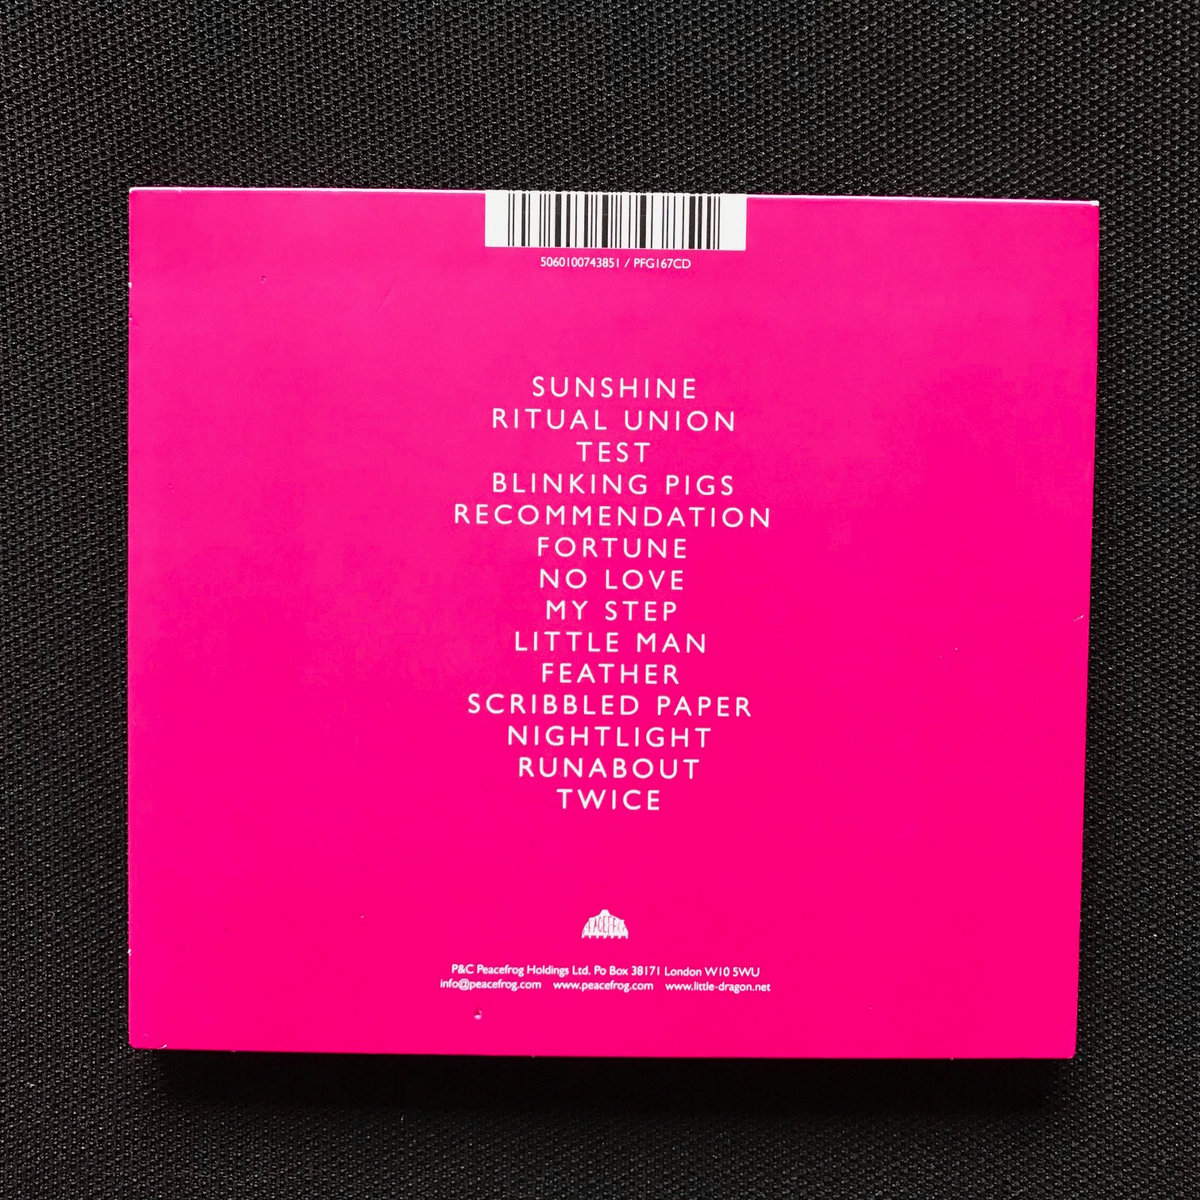 5060100743851 / PFG167CD
SUNSHINE
RITUAL UNION
TEST
BLINKING PIGS
RECOMMENDATION
FORTUNE
NO LOVE
MY STEP
LITTLE MAN
FEATHER
SCRIBBLED PAPER
NIGHTLIGHT
RUNABOUT
TWICE
P&C Peacefrog Holdings Ltd. Po Box 38171 London W10 5WU
info@peacefrog.com www.peacefrog.com www.little-dragon.net